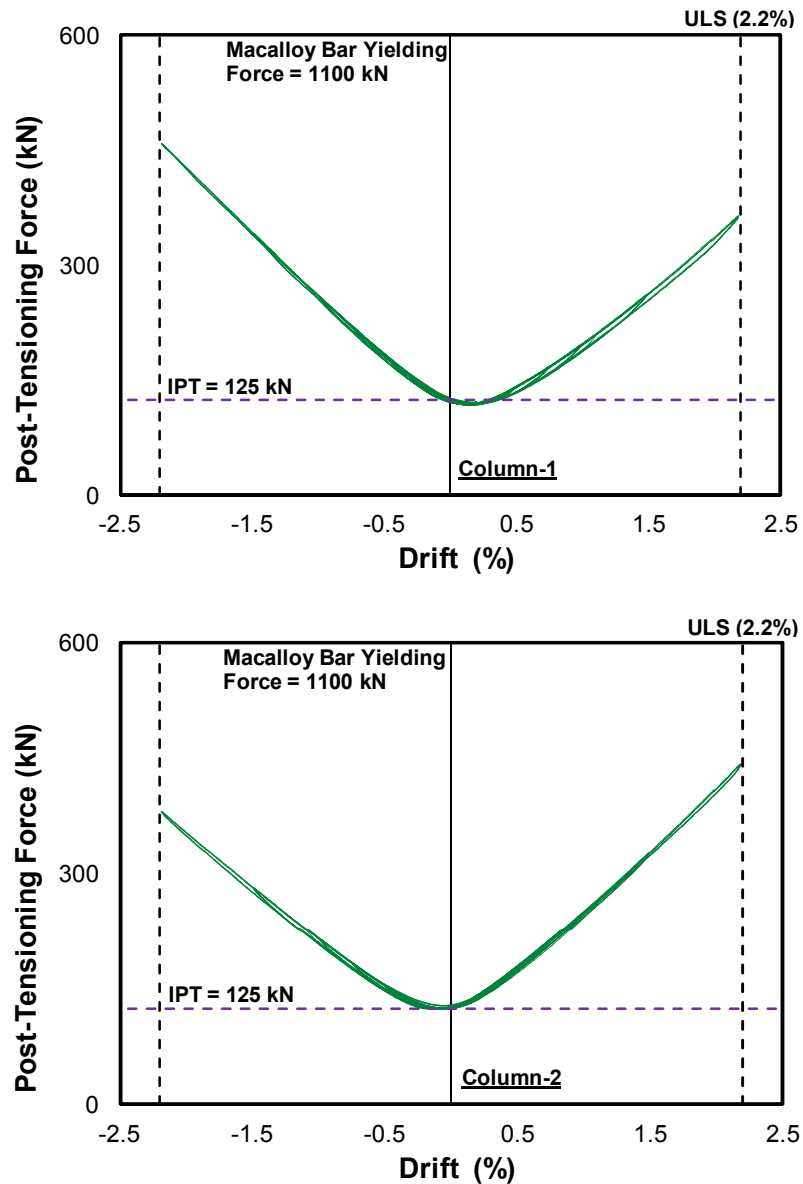 ULS (2.2%)
600
Macalloy Bar Yielding
Force = 1100 kN
Post-Tensioning Force (kN)
300
IPT = 125 kN
Column-1
0
-2.5 -1.5 -0.5 0.5 1.5 2.5
Drift (%)
ULS (2.2%)
600
Macalloy Bar Yielding
Force = 1100 kN
Post-Tensioning Force (kN)
300
IPT = 125 kN
Column-2
0
-2.5 -1.5 -0.5 0.5 1.5 2.5
Drift (%)